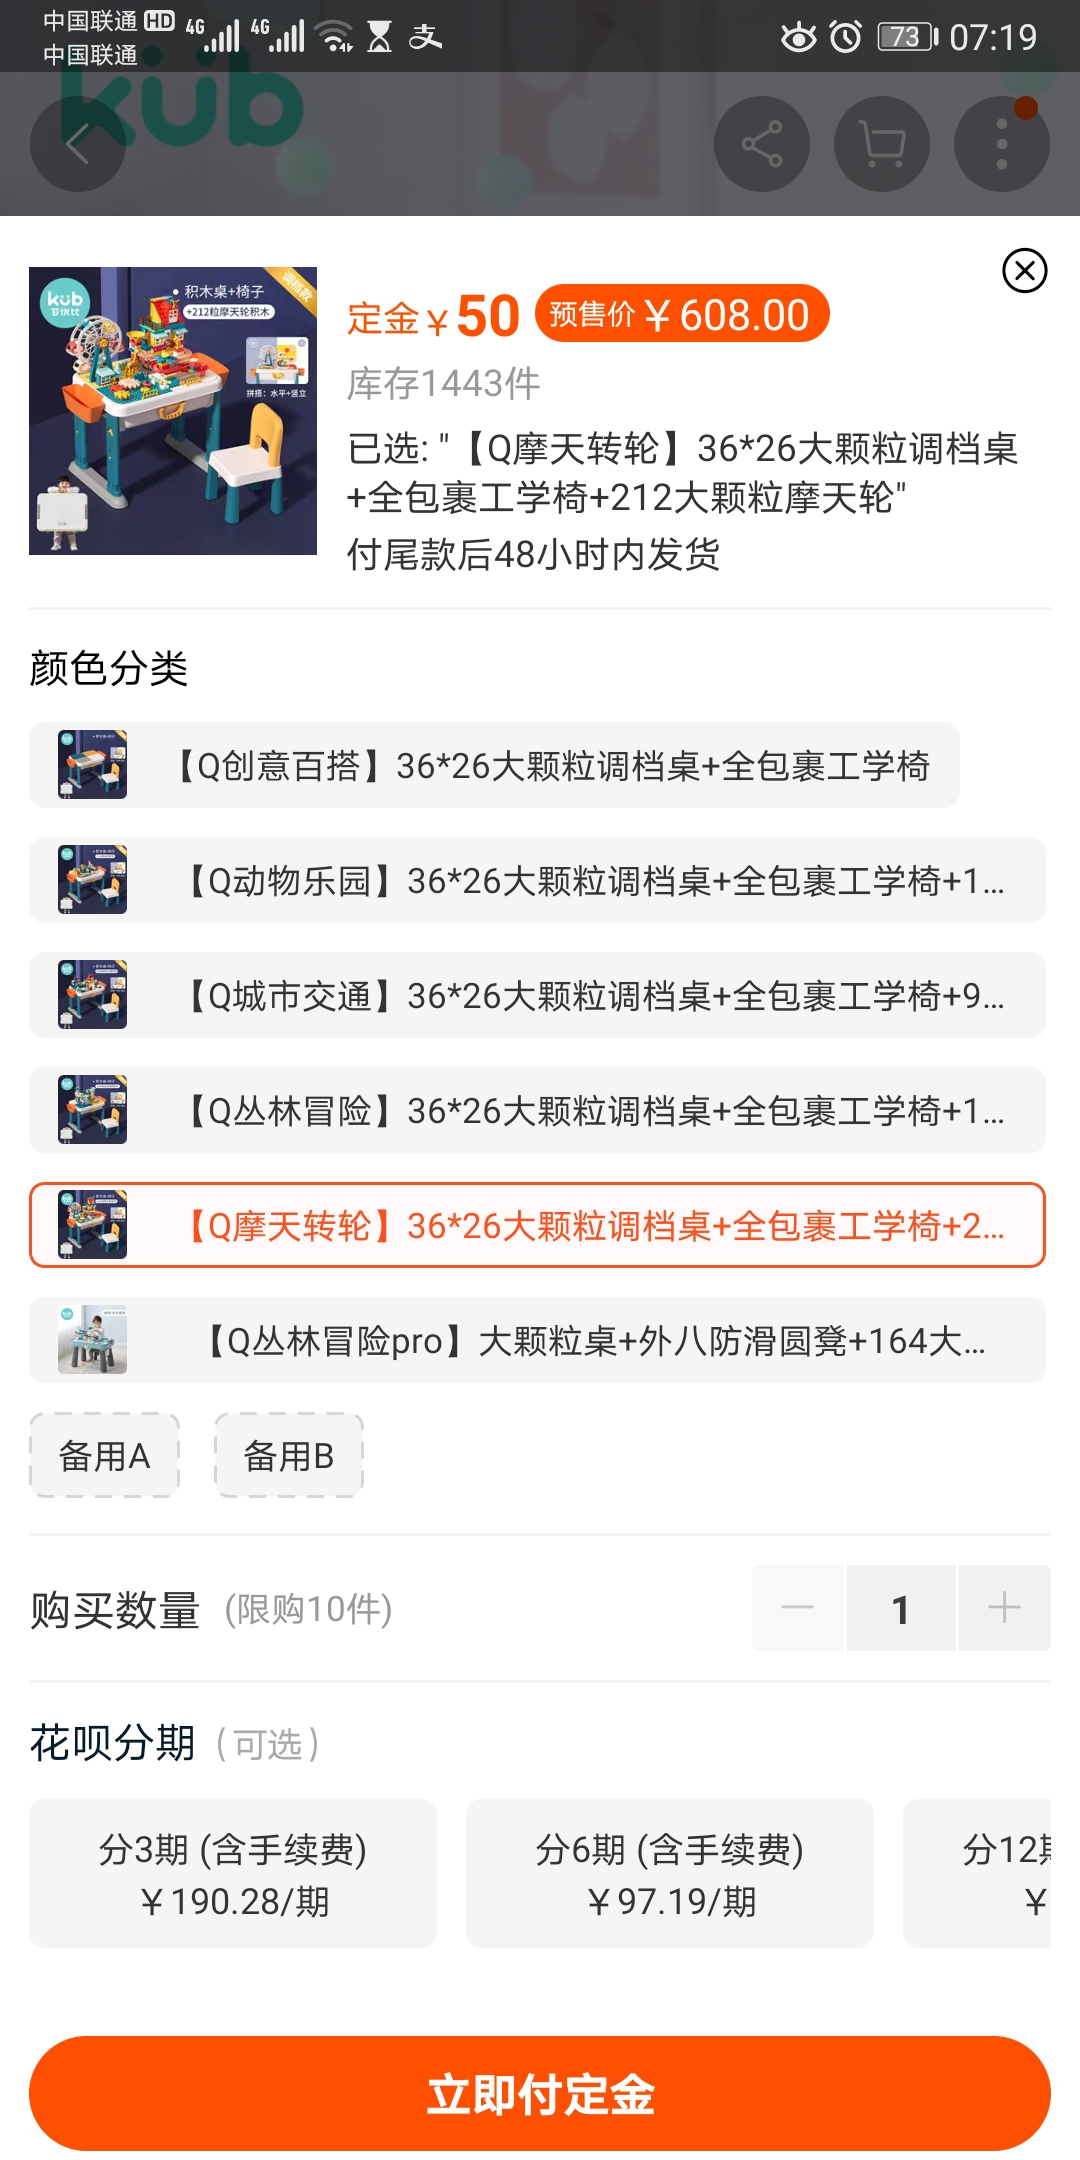 中国联通 HD 4G 4G 73 07:19
中国联通
küb
küb
可优比
积木桌+椅子
+212粒摩天轮积木
调档款
拼搭：水平+竖立
定金￥50 预售价￥608.00
库存1443件
已选: "【Q摩天转轮】36*26大颗粒调档桌
+全包裹工学椅+212大颗粒摩天轮"
付尾款后48小时内发货
颜色分类
【Q创意百搭】36*26大颗粒调档桌+全包裹工学椅
【Q动物乐园】36*26大颗粒调档桌+全包裹工学椅+1...
【Q城市交通】36*26大颗粒调档桌+全包裹工学椅+9...
【Q丛林冒险】36*26大颗粒调档桌+全包裹工学椅+1...
【Q摩天转轮】36*26大颗粒调档桌+全包裹工学椅+2...
【Q丛林冒险pro】大颗粒桌+外八防滑圆凳+164大...
备用A 备用B
购买数量 (限购10件) 1
花呗分期 (可选)
分3期 (含手续费) 分6期 (含手续费) 分12期
￥190.28/期 ￥97.19/期 ￥
立即付定金